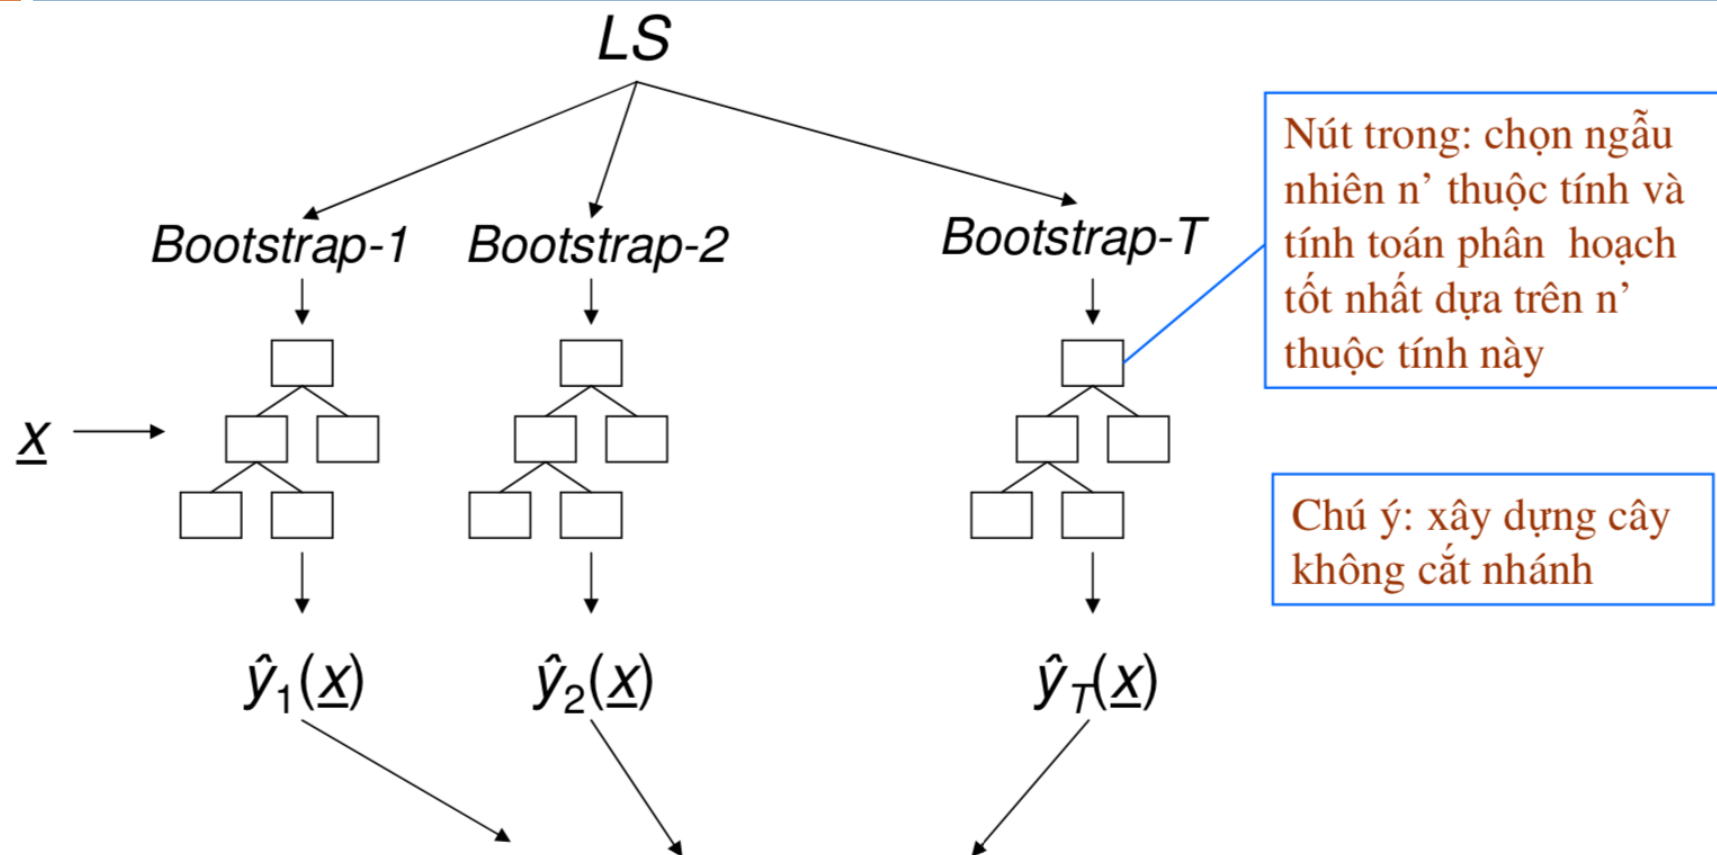 LS
Bootstrap-1 Bootstrap-2 Bootstrap-T
Nút trong: chọn ngẫu
nhiên n’ thuộc tính và
tính toán phân hoạch
tốt nhất dựa trên n’
thuộc tính này
x
Chú ý: xây dựng cây
không cắt nhánh
ŷ1(x) ŷ2(x) ŷT(x)